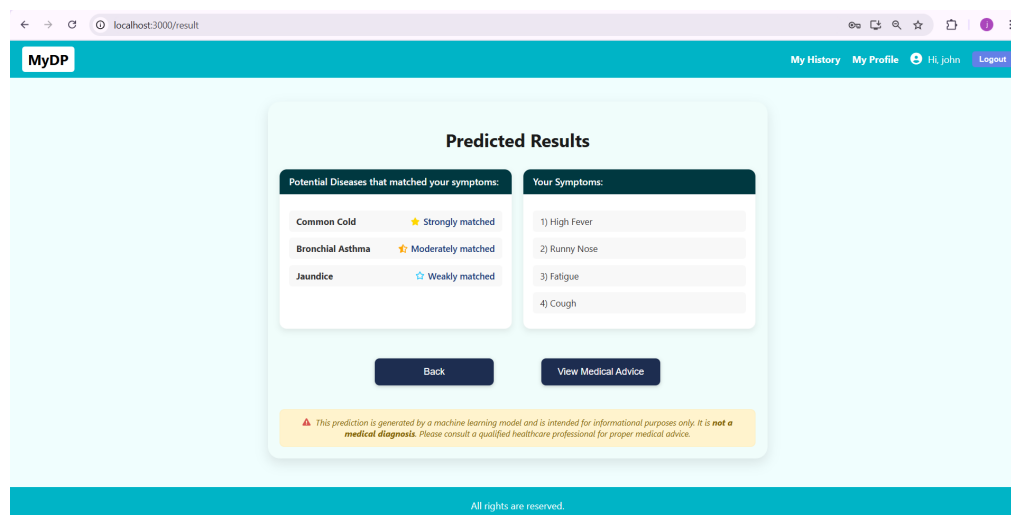 localhost:3000/result
MyDP
My History My Profile Hi, john Logout
Predicted Results
Potential Diseases that matched your symptoms:
Common Cold Strongly matched
Bronchial Asthma Moderately matched
Jaundice Weakly matched
Your Symptoms:
1) High Fever
2) Runny Nose
3) Fatigue
4) Cough
Back View Medical Advice
This prediction is generated by a machine learning model and is intended for informational purposes only. It is not a
medical diagnosis. Please consult a qualified healthcare professional for proper medical advice.
All rights are reserved.